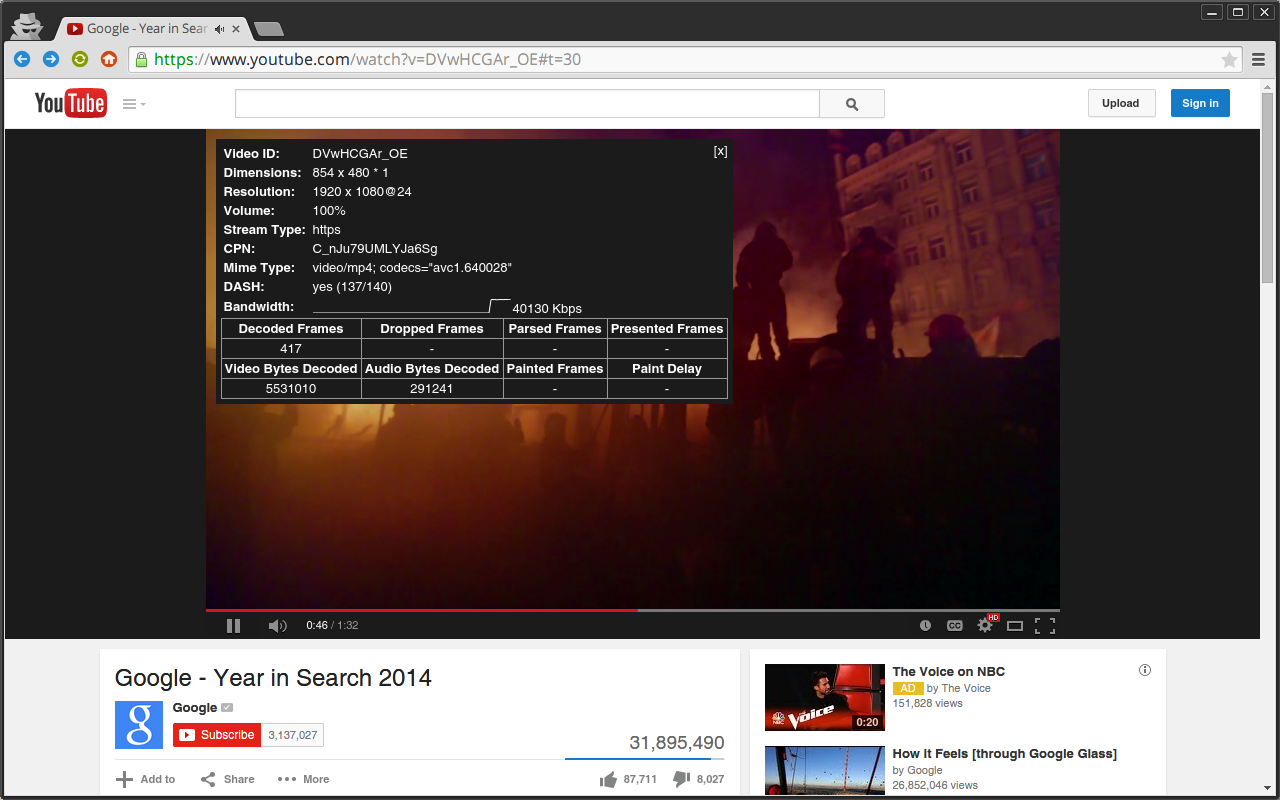 Google - Year in Sear
https://www.youtube.com/watch?v=DVwHCGAr_OE#t=30
YouTube
Upload
Sign in
Video ID: DVwHCGAr_OE [x]
Dimensions: 854 x 480 * 1
Resolution: 1920 x 1080@24
Volume: 100%
Stream Type: https
CPN: C_nJu79UMLYJa6Sg
Mime Type: video/mp4; codecs="avc1.640028"
DASH: yes (137/140)
Bandwidth: 40130 Kbps
Decoded Frames Dropped Frames Parsed Frames Presented Frames
417 - - -
Video Bytes Decoded Audio Bytes Decoded Painted Frames Paint Delay
5531010 291241 - -
0:46 / 1:32
CC
HD
Google - Year in Search 2014
g
Google
Subscribe 3,137,027
31,895,490
Add to Share More
87,711 8,027
NBC
The Voice
0:20
The Voice on NBC
AD by The Voice
151,828 views
How It Feels [through Google Glass]
by Google
26,852,046 views